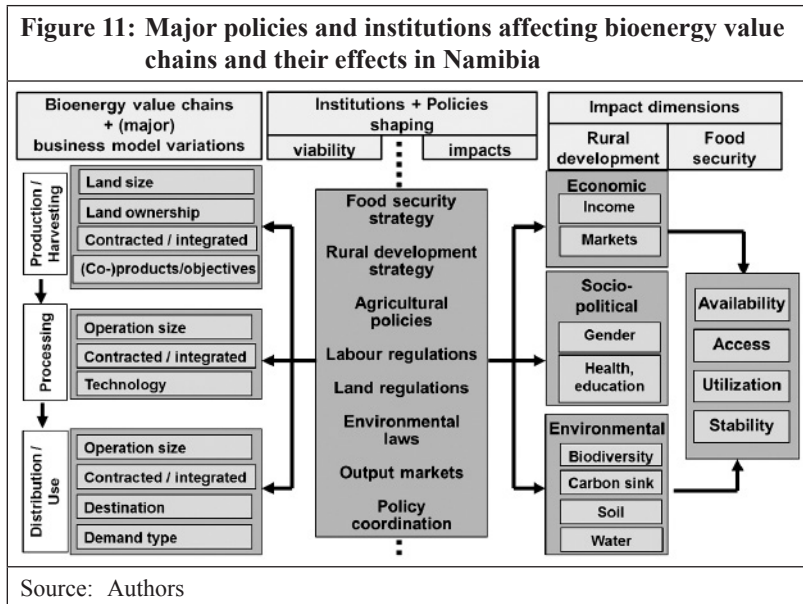 Figure 11: Major policies and institutions affecting bioenergy value
chains and their effects in Namibia
Bioenergy value chains
+ (major)
business model variations
Production /
Harvesting
Land size
Land ownership
Contracted / integrated
(Co-)products/objectives
Processing
Operation size
Contracted / integrated
Technology
Distribution /
Use
Operation size
Contracted / integrated
Destination
Demand type
Institutions + Policies
shaping
viability
impacts
Food security
strategy
Rural development
strategy
Agricultural
policies
Labour regulations
Land regulations
Environmental
laws
Output markets
Policy
coordination
Impact dimensions
Rural
development
Food
security
Economic
Income
Markets
Socio-
political
Gender
Health,
education
Environmental
Biodiversity
Carbon sink
Soil
Water
Availability
Access
Utilization
Stability
Source: Authors